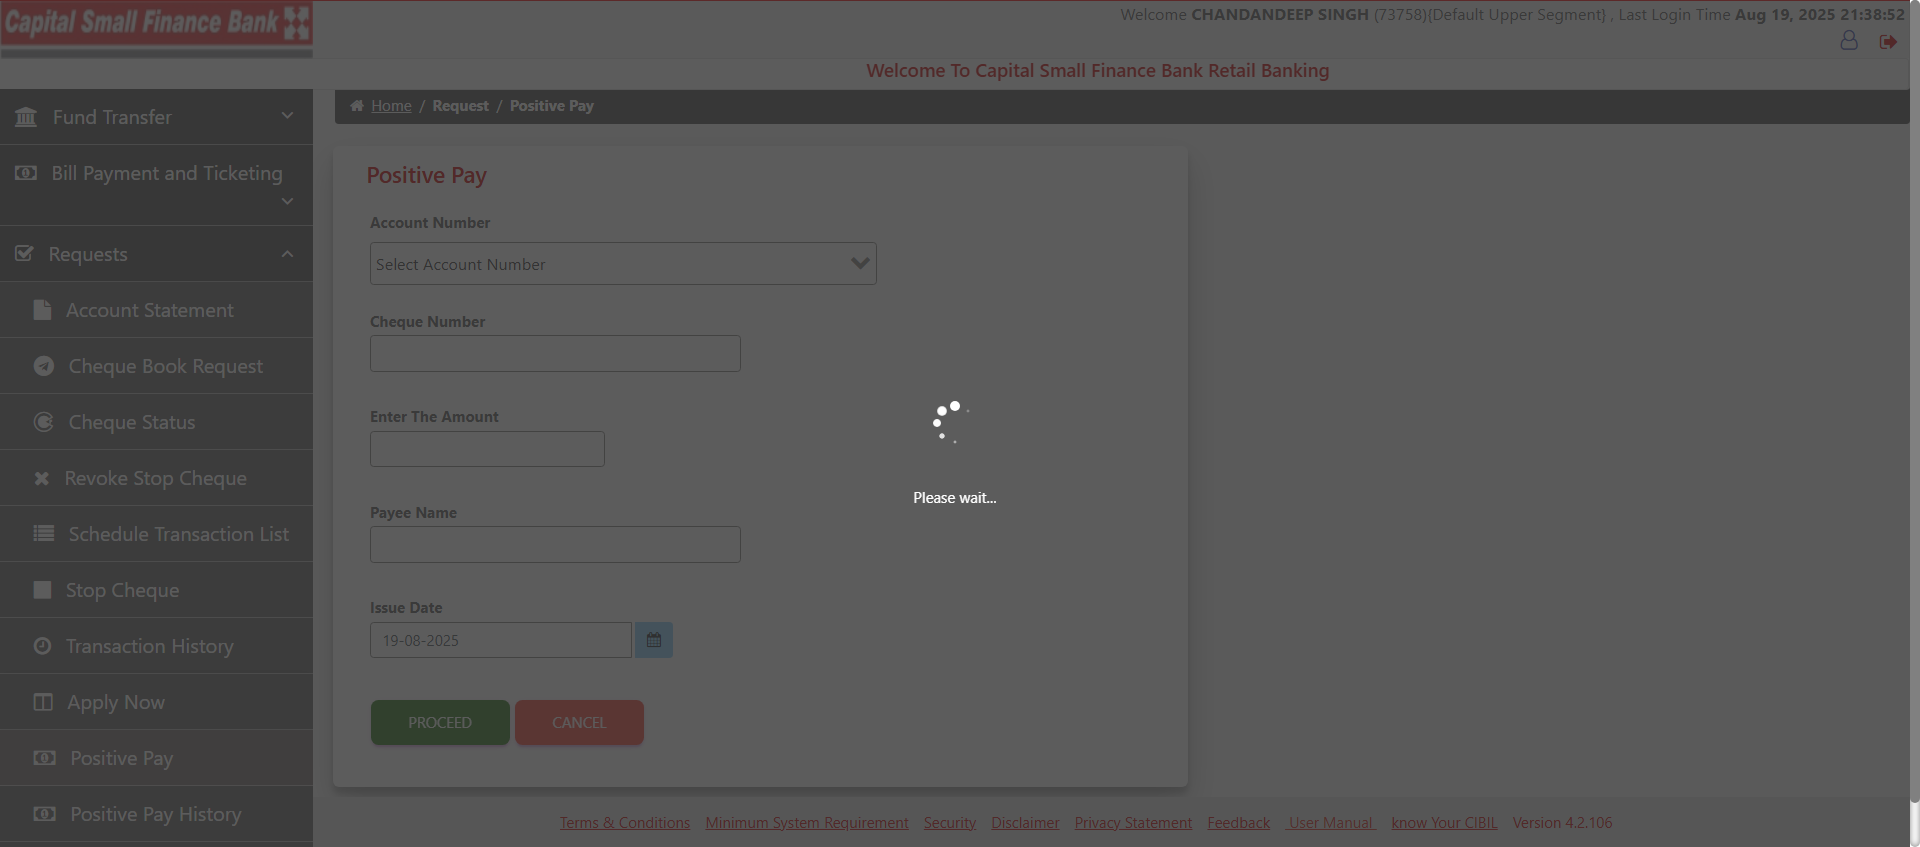 Capital Small Finance Bank
Welcome CHANDANDEEP SINGH (73758){Default Upper Segment} , Last Login Time Aug 19, 2025 21:38:52
Welcome To Capital Small Finance Bank Retail Banking
Home / Request / Positive Pay
Fund Transfer
Bill Payment and Ticketing
Requests
Account Statement
Cheque Book Request
Cheque Status
Revoke Stop Cheque
Schedule Transaction List
Stop Cheque
Transaction History
Apply Now
Positive Pay
Positive Pay History
Positive Pay
Account Number
Select Account Number
Cheque Number
Enter The Amount
Payee Name
Issue Date
19-08-2025
PROCEED CANCEL
Please wait...
Terms & Conditions Minimum System Requirement Security Disclaimer Privacy Statement Feedback User Manual know Your CIBIL Version 4.2.106